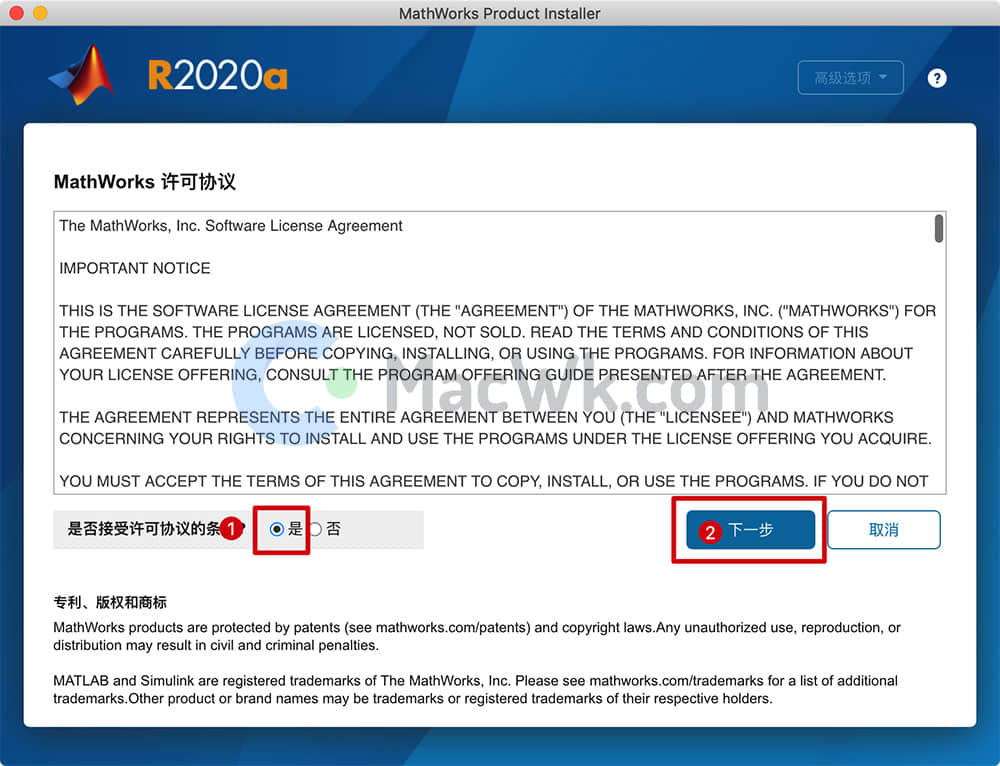 MathWorks Product Installer
R2020a
高级选项
?
MathWorks 许可协议
The MathWorks, Inc. Software License Agreement
IMPORTANT NOTICE
THIS IS THE SOFTWARE LICENSE AGREEMENT (THE "AGREEMENT") OF THE MATHWORKS, INC. ("MATHWORKS") FOR
THE PROGRAMS. THE PROGRAMS ARE LICENSED, NOT SOLD. READ THE TERMS AND CONDITIONS OF THIS
AGREEMENT CAREFULLY BEFORE COPYING, INSTALLING, OR USING THE PROGRAMS. FOR INFORMATION ABOUT
YOUR LICENSE OFFERING, CONSULT THE PROGRAM OFFERING GUIDE PRESENTED AFTER THE AGREEMENT.
MacWk.com
THE AGREEMENT REPRESENTS THE ENTIRE AGREEMENT BETWEEN YOU (THE "LICENSEE") AND MATHWORKS
CONCERNING YOUR RIGHTS TO INSTALL AND USE THE PROGRAMS UNDER THE LICENSE OFFERING YOU ACQUIRE.
YOU MUST ACCEPT THE TERMS OF THIS AGREEMENT TO COPY, INSTALL, OR USE THE PROGRAMS. IF YOU DO NOT
是否接受许可协议的条 1 ? 是 否
2 下一步 取消
专利、版权和商标
MathWorks products are protected by patents (see mathworks.com/patents) and copyright laws.Any unauthorized use, reproduction, or
distribution may result in civil and criminal penalties.
MATLAB and Simulink are registered trademarks of The MathWorks, Inc. Please see mathworks.com/trademarks for a list of additional
trademarks.Other product or brand names may be trademarks or registered trademarks of their respective holders.